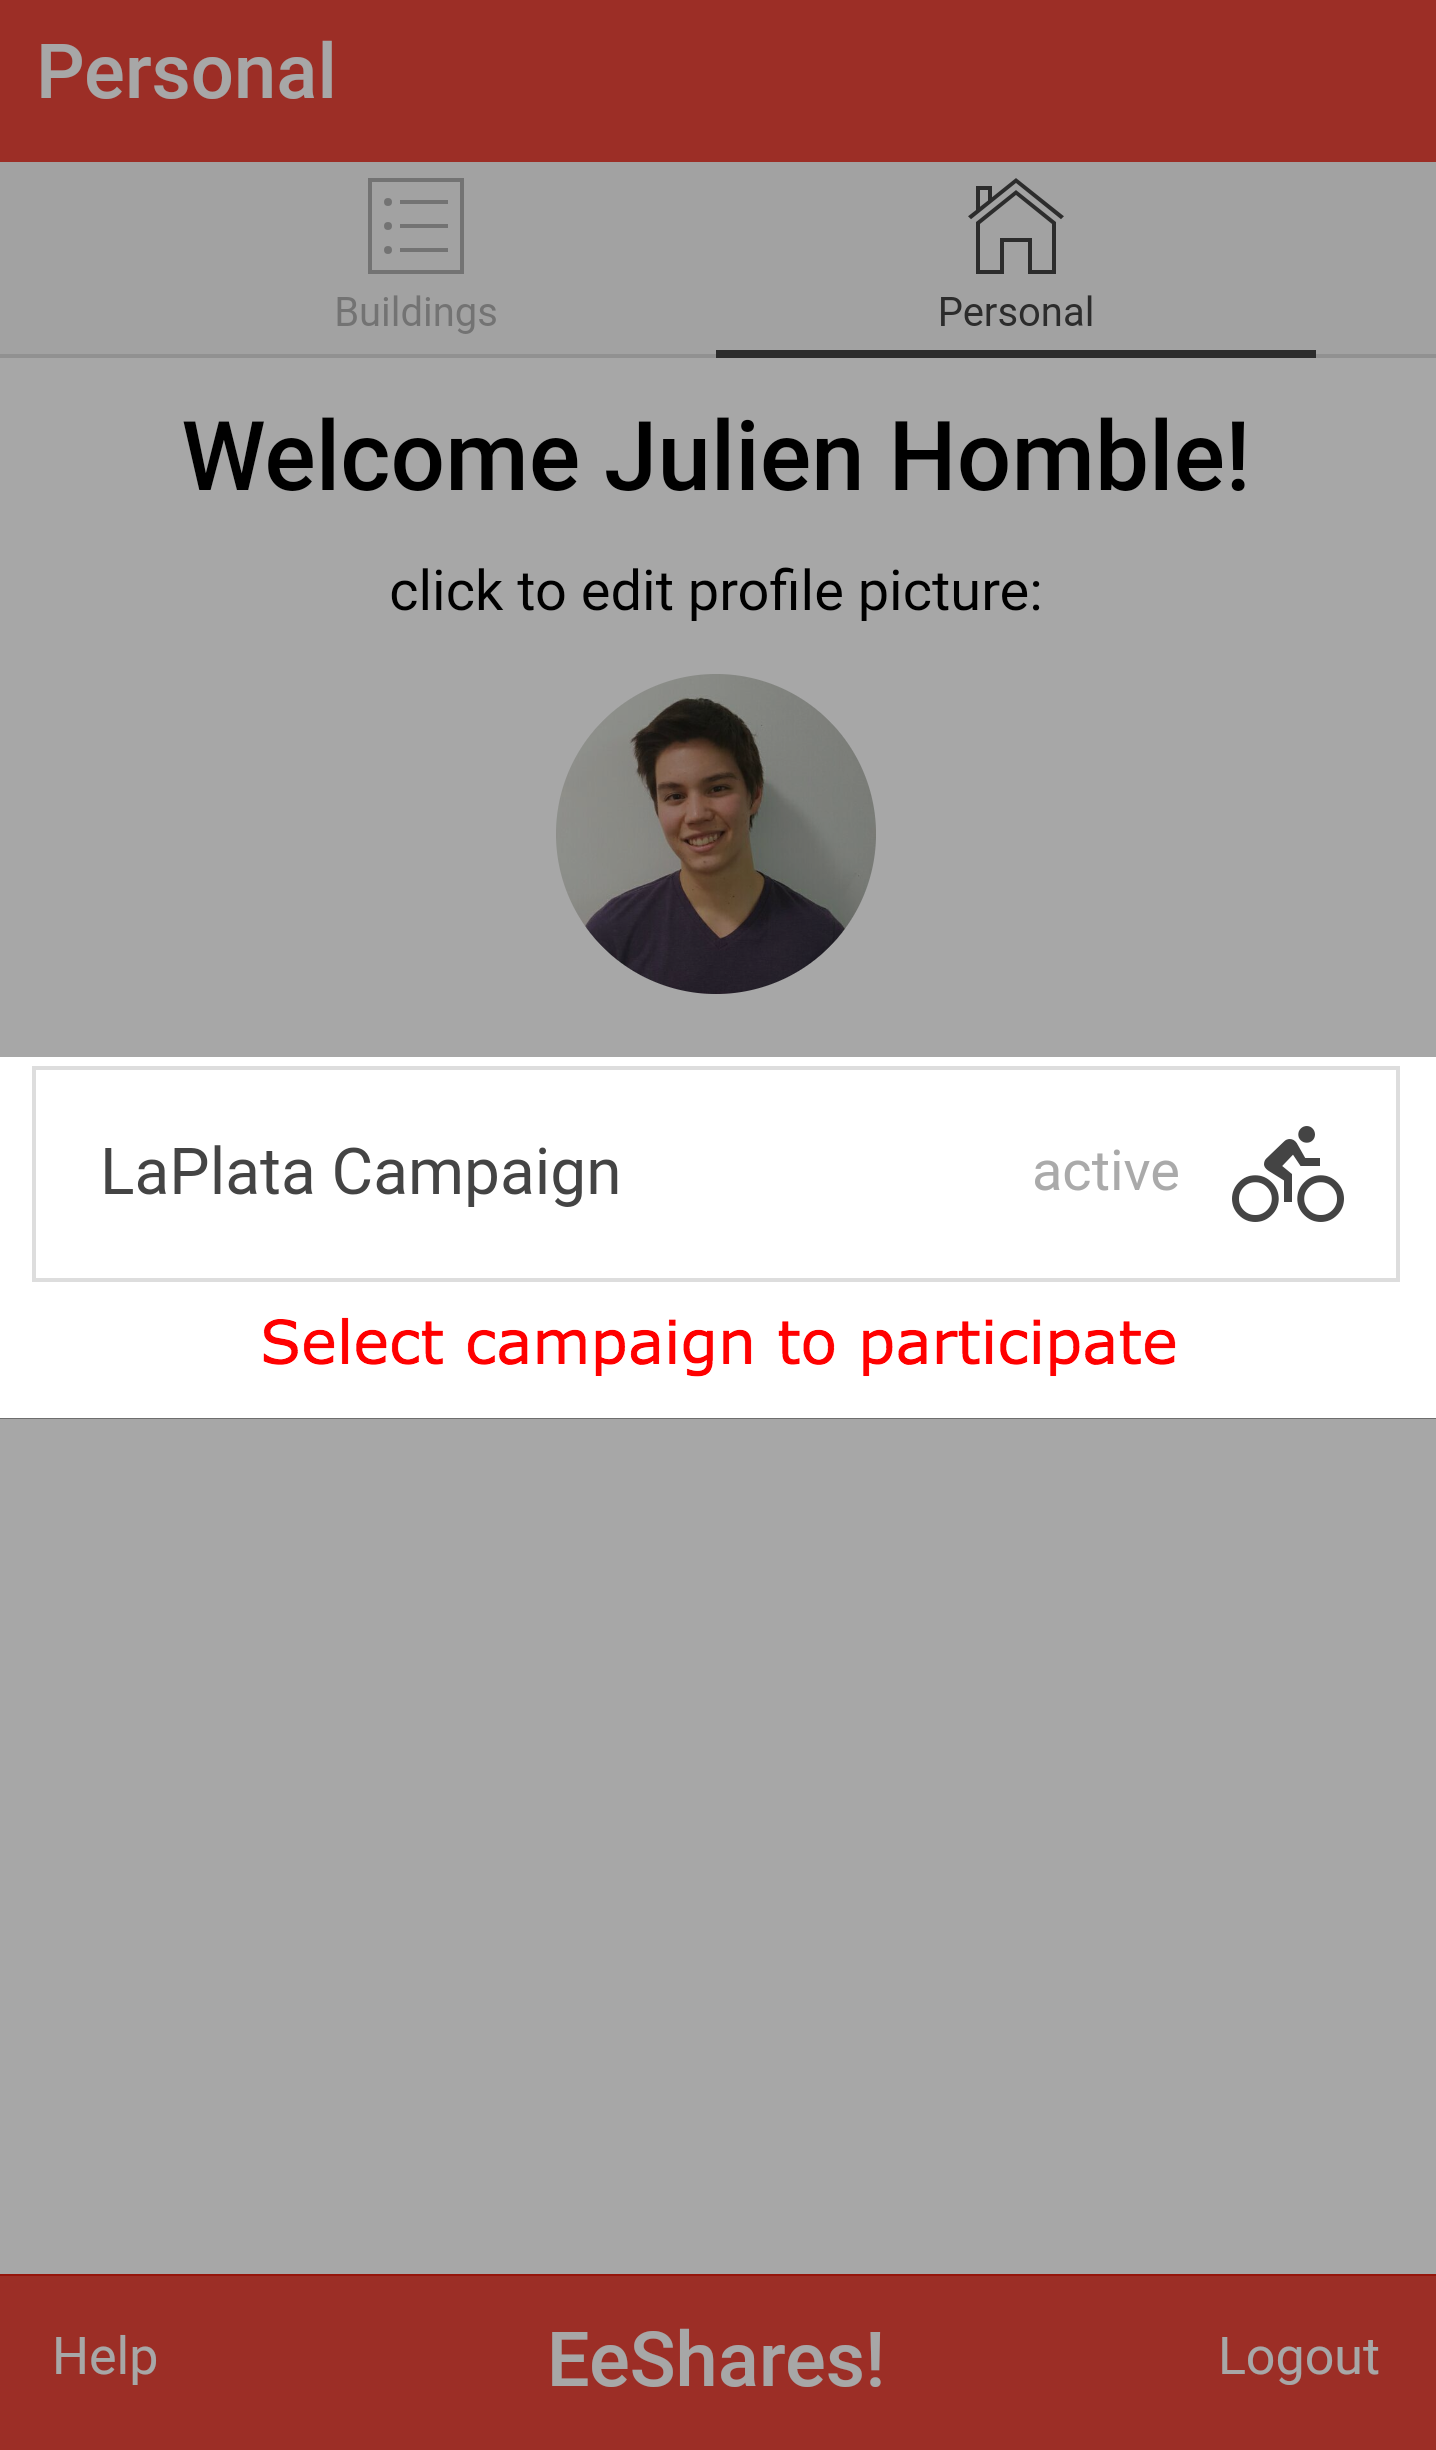 Personal
Buildings
Personal
Welcome Julien Homble!
click to edit profile picture:
LaPlata Campaign
active
Select campaign to participate
Help
EeShares!
Logout